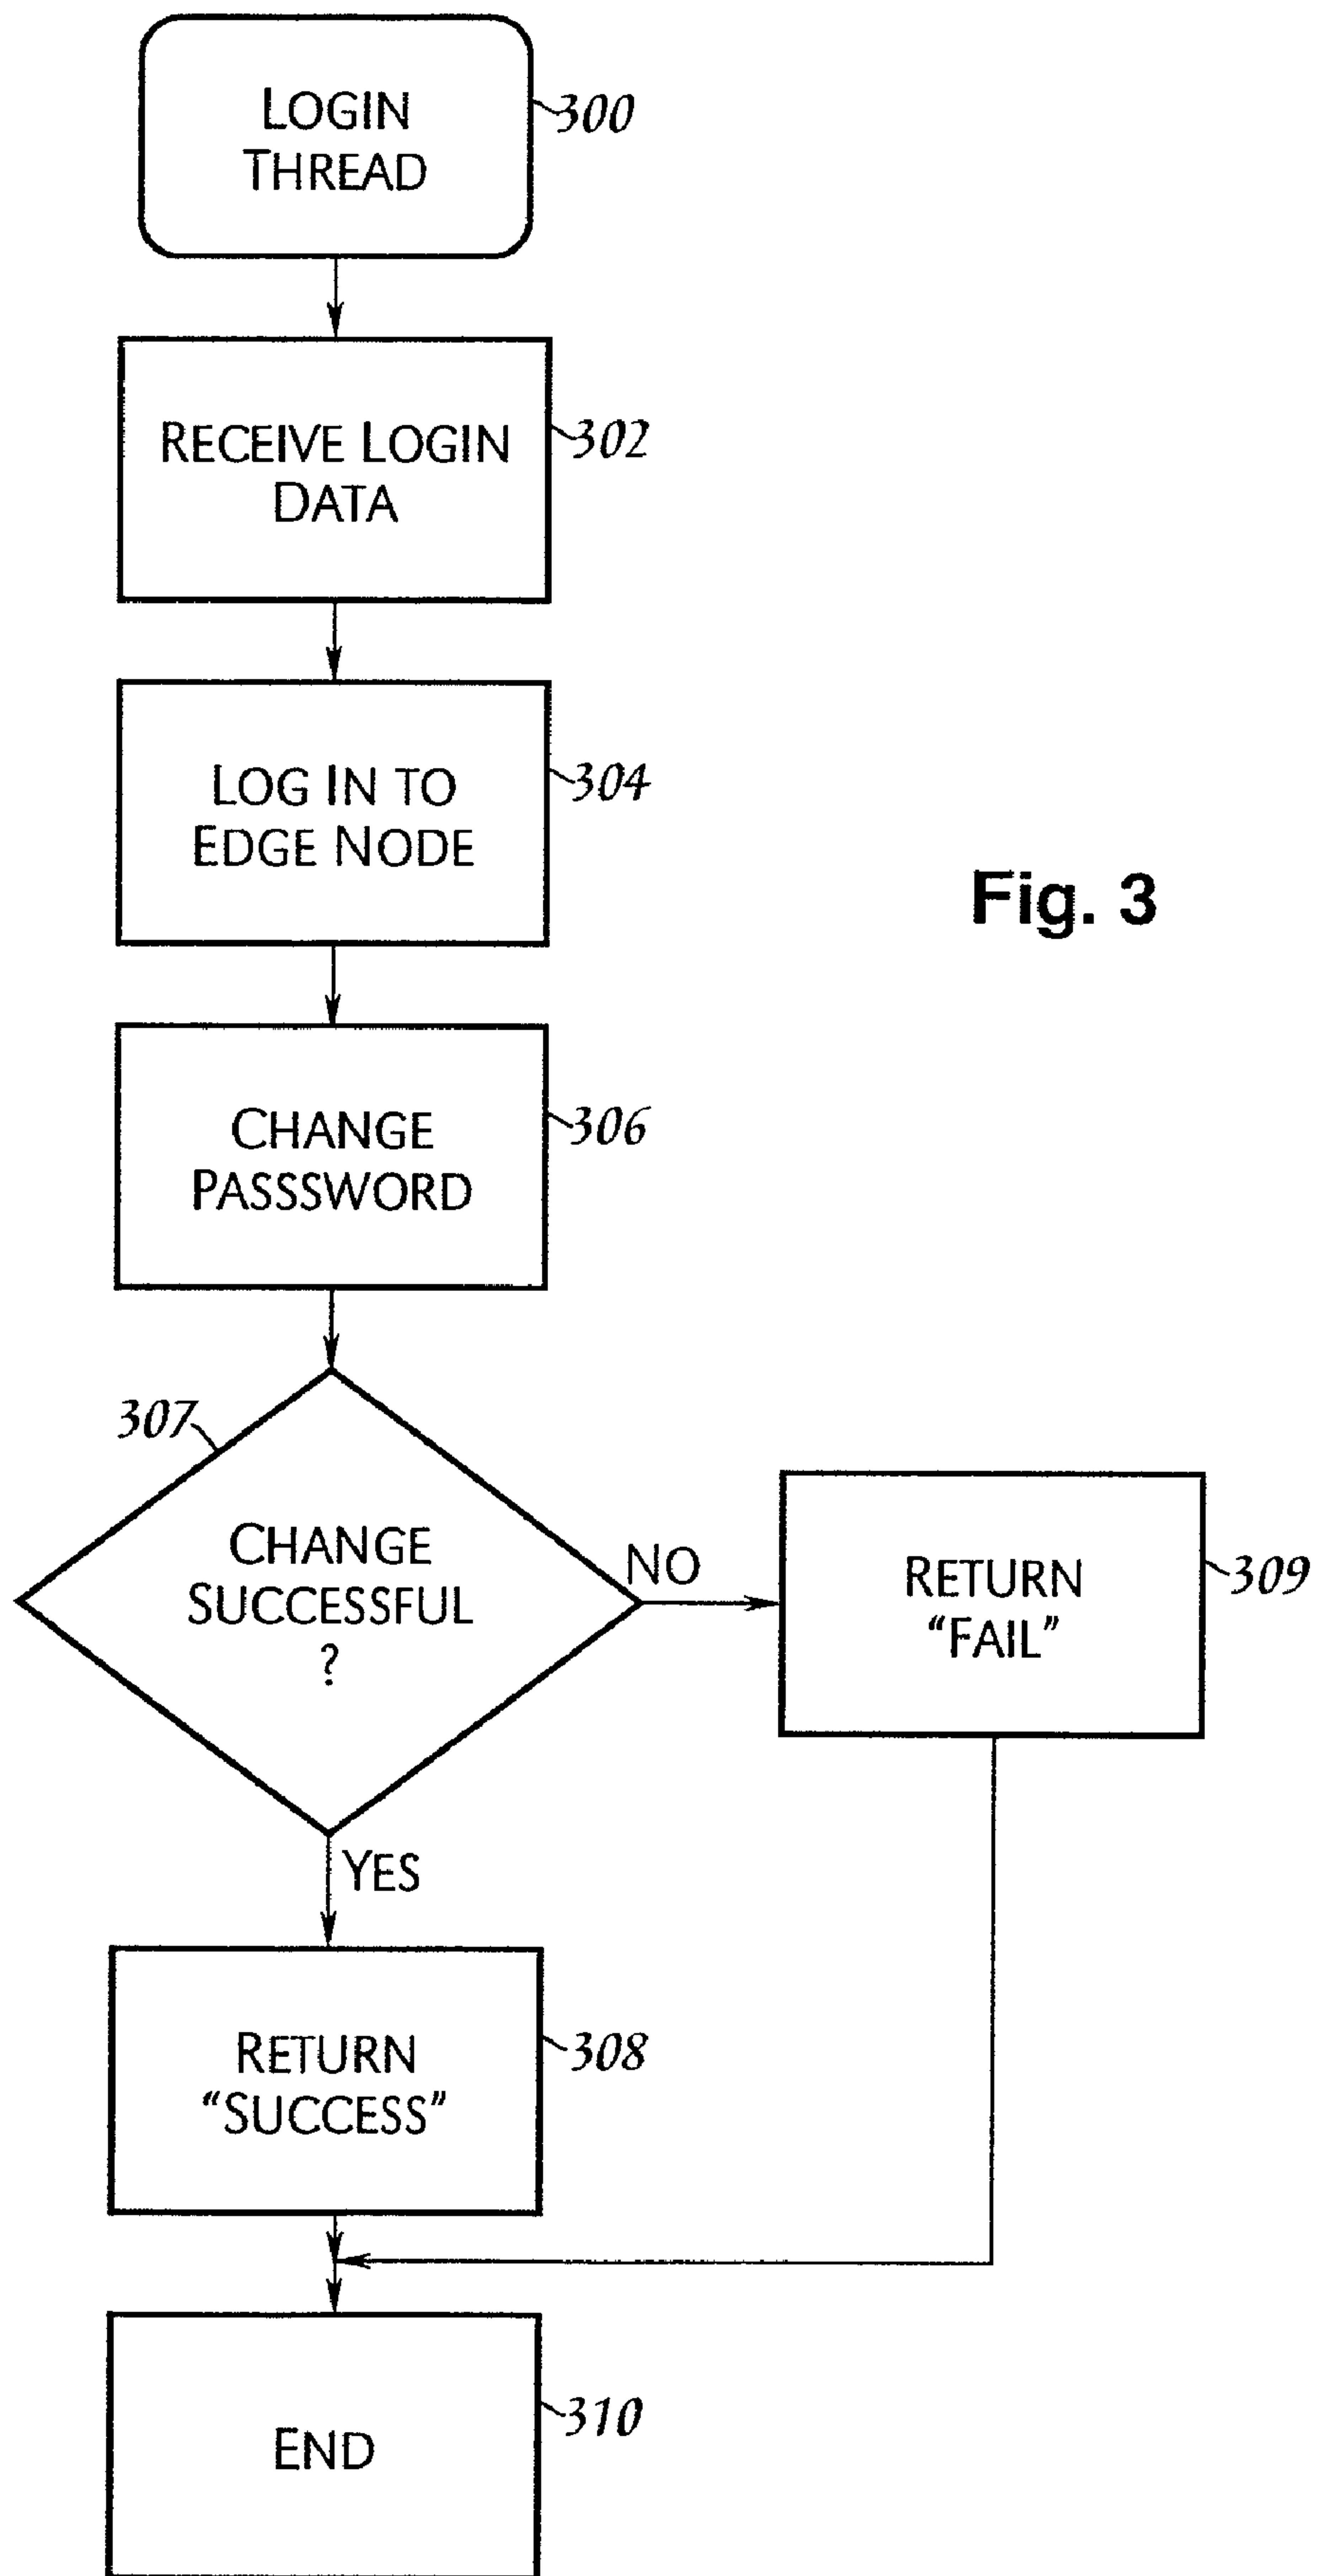 LOGIN
THREAD
300
RECEIVE LOGIN
DATA
302
LOG IN TO
EDGE NODE
304
Fig. 3
CHANGE
PASSSWORD
306
307
CHANGE
SUCCESSFUL
?
NO
RETURN
“FAIL”
309
YES
RETURN
“SUCCESS”
308
END
310